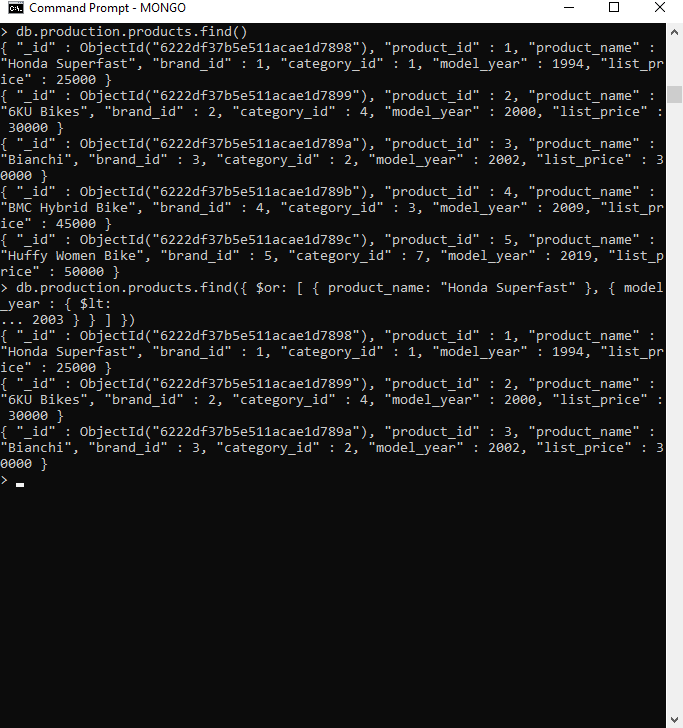 Command Prompt - MONGO
> db.production.products.find()
{ "_id" : ObjectId("6222df37b5e511acae1d7898"), "product_id" : 1, "product_name" :
"Honda Superfast", "brand_id" : 1, "category_id" : 1, "model_year" : 1994, "list_pr
ice" : 25000 }
{ "_id" : ObjectId("6222df37b5e511acae1d7899"), "product_id" : 2, "product_name" :
"6KU Bikes", "brand_id" : 2, "category_id" : 4, "model_year" : 2000, "list_price" :
 30000 }
{ "_id" : ObjectId("6222df37b5e511acae1d789a"), "product_id" : 3, "product_name" :
"Bianchi", "brand_id" : 3, "category_id" : 2, "model_year" : 2002, "list_price" : 3
0000 }
{ "_id" : ObjectId("6222df37b5e511acae1d789b"), "product_id" : 4, "product_name" :
"BMC Hybrid Bike", "brand_id" : 4, "category_id" : 3, "model_year" : 2009, "list_pr
ice" : 45000 }
{ "_id" : ObjectId("6222df37b5e511acae1d789c"), "product_id" : 5, "product_name" :
"Huffy Women Bike", "brand_id" : 5, "category_id" : 7, "model_year" : 2019, "list_p
rice" : 50000 }
> db.production.products.find({ $or: [ { product_name: "Honda Superfast" }, { model
_year : { $lt:
... 2003 } } ] })
{ "_id" : ObjectId("6222df37b5e511acae1d7898"), "product_id" : 1, "product_name" :
"Honda Superfast", "brand_id" : 1, "category_id" : 1, "model_year" : 1994, "list_pr
ice" : 25000 }
{ "_id" : ObjectId("6222df37b5e511acae1d7899"), "product_id" : 2, "product_name" :
"6KU Bikes", "brand_id" : 2, "category_id" : 4, "model_year" : 2000, "list_price" :
 30000 }
{ "_id" : ObjectId("6222df37b5e511acae1d789a"), "product_id" : 3, "product_name" :
"Bianchi", "brand_id" : 3, "category_id" : 2, "model_year" : 2002, "list_price" : 3
0000 }
>